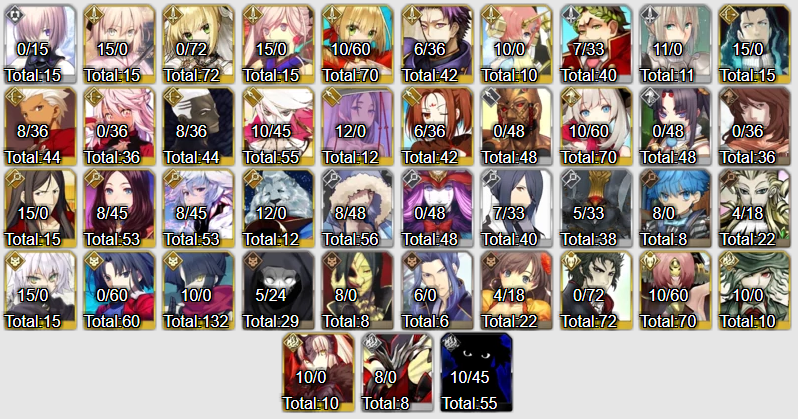 0/15 15/0 0/72 15/0 10/60 6/36 10/0 7/33 11/0 15/0
Total:15 Total:15 Total:72 Total:15 Total:70 Total:42 Total:10 Total:40 Total:11 Total:15
8/36 0/36 8/36 10/45 12/0 6/36 0/48 10/60 0/48 0/36
Total:44 Total:36 Total:44 Total:55 Total:12 Total:42 Total:48 Total:70 Total:48 Total:36
15/0 8/45 8/45 12/0 8/48 0/48 7/33 5/33 8/0 4/18
Total:15 Total:53 Total:53 Total:12 Total:56 Total:48 Total:40 Total:38 Total:8 Total:22
15/0 0/60 10/0 5/24 8/0 6/0 4/18 0/72 10/60 10/0
Total:15 Total:60 Total:132 Total:29 Total:8 Total:6 Total:22 Total:72 Total:70 Total:10
10/0 8/0 10/45
Total:10 Total:8 Total:55